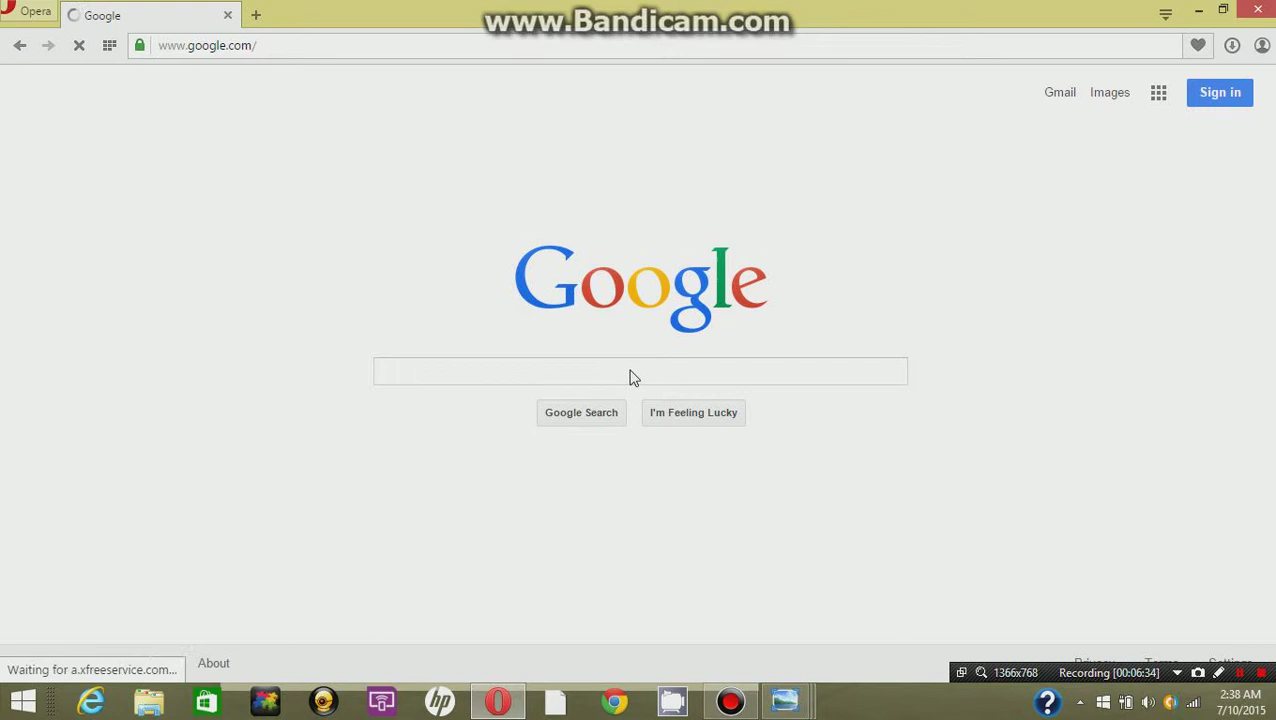 Opera
Google
www.Bandicam.com
www.google.com/
Gmail
Images
Sign in
Google
Google Search
I'm Feeling Lucky
Waiting for a.xfreeservice.com...
About
1366x768
Recording [00:06:34]
hp
2:38 AM
7/10/2015